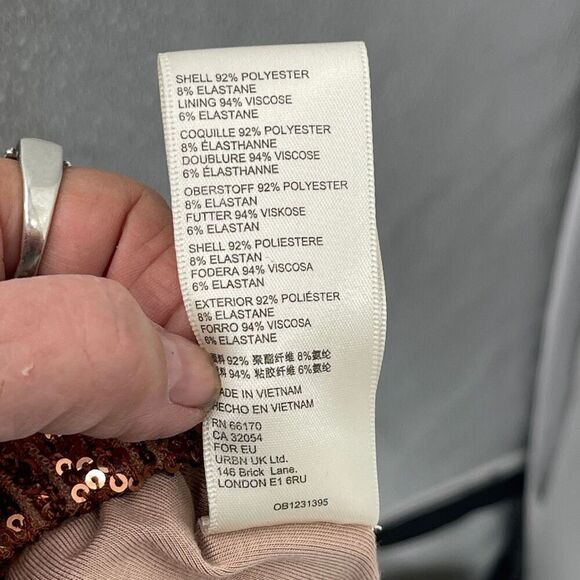 SHELL 92% POLYESTER
8% ELASTANE
LINING 94% VISCOSE
6% ELASTANE
COQUILLE 92% POLYESTER
8% ÉLASTHANNE
DOUBLURE 94% VISCOSE
6% ÉLASTHANNE
OBERSTOFF 92% POLYESTER
8% ELASTAN
FUTTER 94% VISKOSE
6% ELASTAN
SHELL 92% POLIESTERE
8% ELASTAN
FODERA 94% VISCOSA
6% ELASTAN
EXTERIOR 92% POLIÉSTER
8% ELASTANE
FORRO 94% VISCOSA
6% ELASTANE
料 92% 聚酯纤维 8%氨纶
料 94% 粘胶纤维 6%氨纶
MADE IN VIETNAM
HECHO EN VIETNAM
RN 66170
CA 32054
FOR EU
URBN UK Ltd.
146 Brick Lane.
LONDON E1 6RU
OB1231395